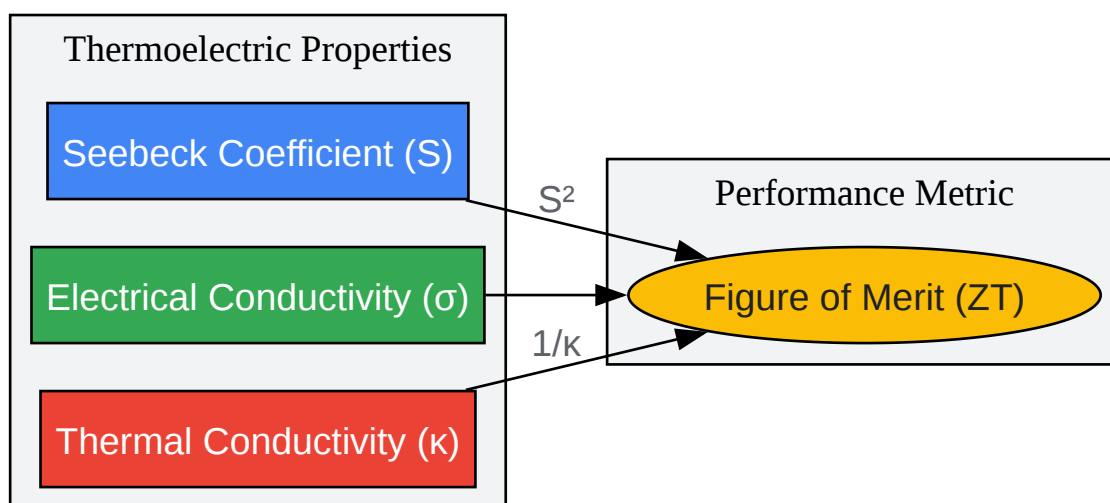 Thermoelectric Properties
Seebeck Coefficient (S)
S²
Performance Metric
Electrical Conductivity (σ)
Figure of Merit (ZT)
1/κ
Thermal Conductivity (κ)